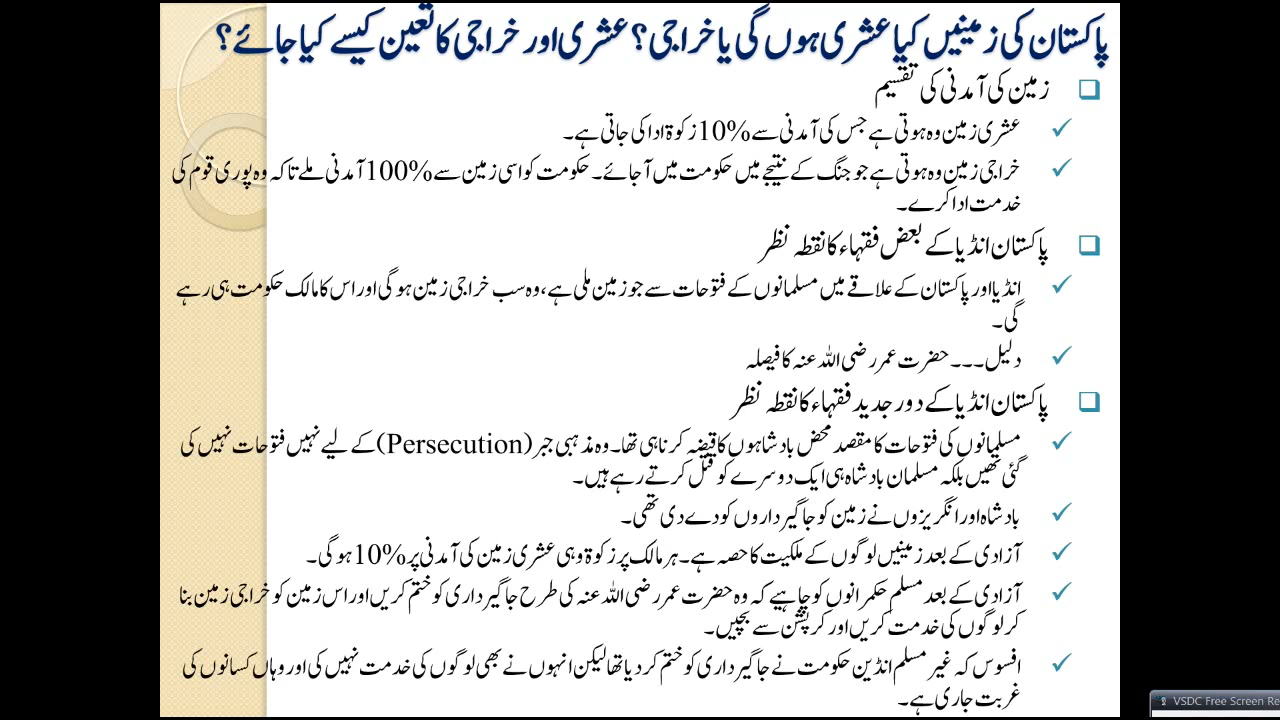 پاکستان کی زمینیں کیا عشری ہوں گی یا خراجی؟ عشری اور خراجی کا تعین کیسے کیا جائے؟
زمین کی آمدنی کی تقسیم
عشری زمین وہ ہوتی ہے جس کی آمدنی سے %10 زکوۃ ادا کی جاتی ہے۔
خراجی زمین وہ ہوتی ہے جو جنگ کے نتیجے میں حکومت میں آ جائے۔ حکومت کو اسی زمین سے %100 آمدنی ملے تاکہ وہ پوری قوم کی
خدمت ادا کرے۔
پاکستان انڈیا کے بعض فقہاء کا نقطہ نظر
انڈیا اور پاکستان کے علاقے میں مسلمانوں کے فتوحات سے جو زمین ملی ہے، وہ سب خراجی زمین ہو گی اور اس کا مالک حکومت ہی رہے
گی۔
دلیل۔۔۔ حضرت عمر رضی اللہ عنہ کا فیصلہ
پاکستان انڈیا کے دور جدید فقہاء کا نقطہ نظر
مسلمانوں کی فتوحات کا مقصد محض بادشاہوں کا قبضہ کرنا ہی تھا۔ وہ مذہبی جبر (Persecution) کے لیے نہیں فتوحات نہیں کی
گئی تھیں بلکہ مسلمان بادشاہ ہی ایک دوسرے کو قتل کرتے رہے ہیں۔
بادشاہ اور انگریزوں نے زمین کو جاگیر داروں کو دے دی تھی۔
آزادی کے بعد زمینیں لوگوں کے ملکیت کا حصہ ہے۔ ہر مالک پر زکوۃ وہی عشری زمین کی آمدنی پر %10 ہو گی۔
آزادی کے بعد مسلم حکمرانوں کو چاہیے کہ وہ حضرت عمر رضی اللہ عنہ کی طرح جاگیر داری کو ختم کریں اور اس زمین کو خراجی زمین بنا
کر لوگوں کی خدمت کریں اور کرپشن سے بچیں۔
افسوس کہ غیر مسلم انڈین حکومت نے جاگیر داری کو ختم کر دیا تھا لیکن انہوں نے بھی لوگوں کی خدمت نہیں کی اور وہاں کسانوں کی
غربت جاری ہے۔
VSDC Free Screen Re